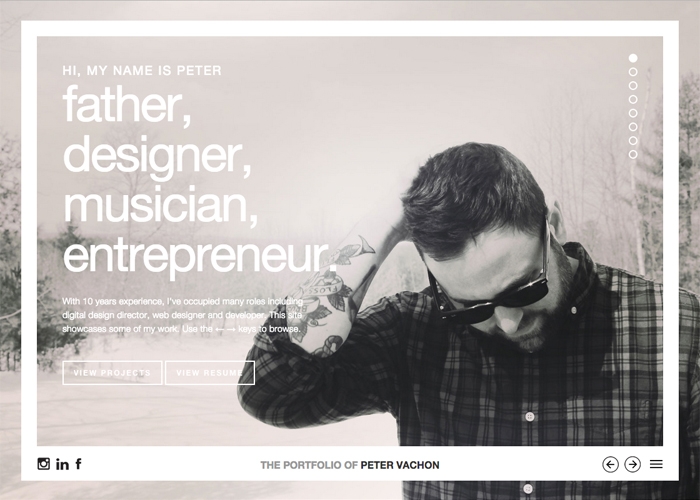 HI, MY NAME IS PETER
father,
designer,
musician,
entrepreneur.
With 10 years experience, I've occupied many roles including
digital design director, web designer and developer. This site
showcases some of my work. Use the ←→ keys to browse.
VIEW PROJECTS VIEW RESUME
SOTO
in f THE PORTFOLIO OF PETER VACHON